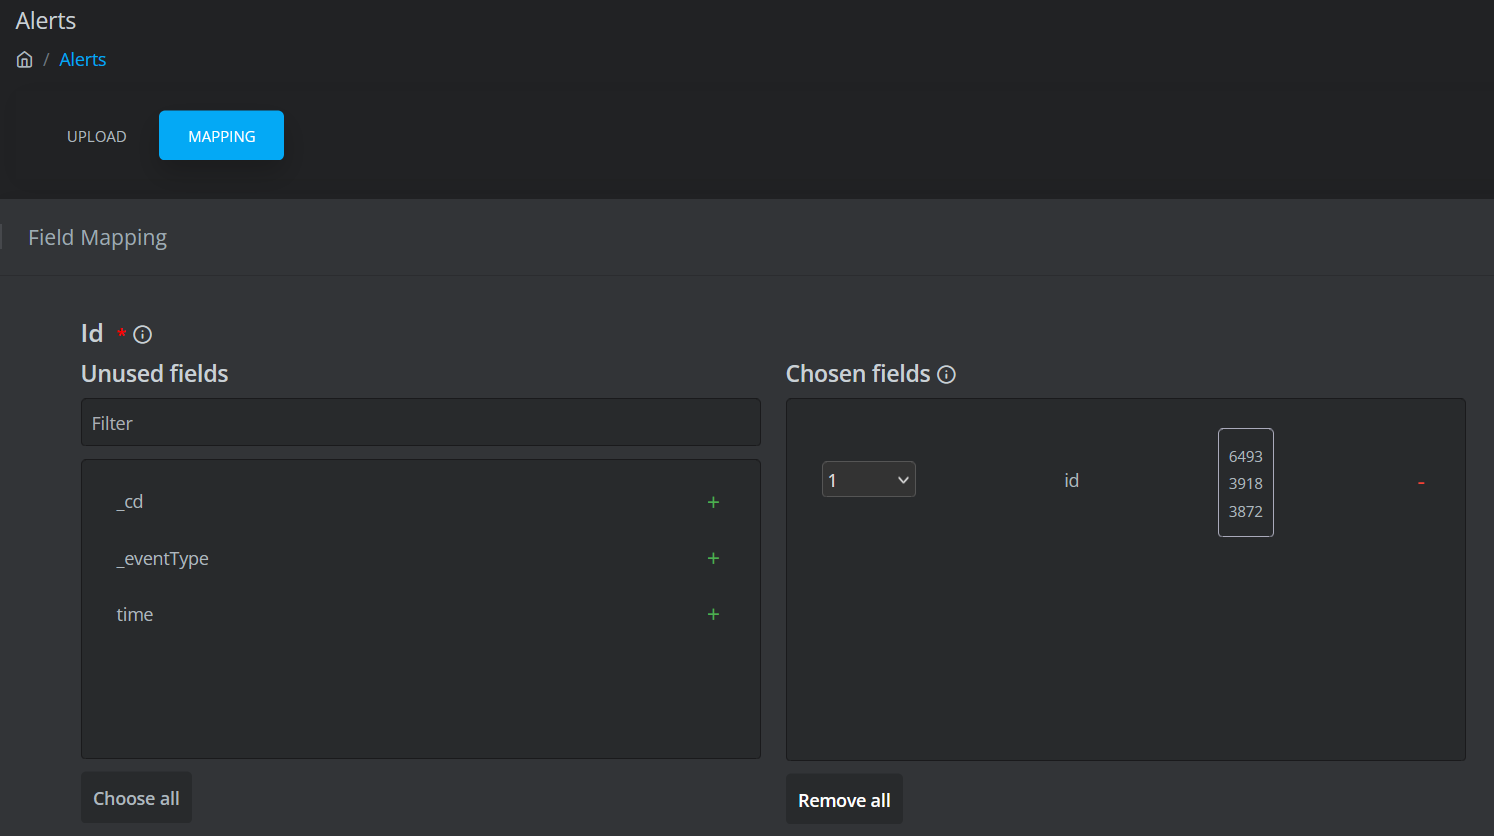 Alerts
/ Alerts
UPLOAD
MAPPING
Field Mapping
Id *
Unused fields
Chosen fields
Filter
1
id
6493
3918
3872
-
_cd +
_eventType +
time +
Choose all
Remove all